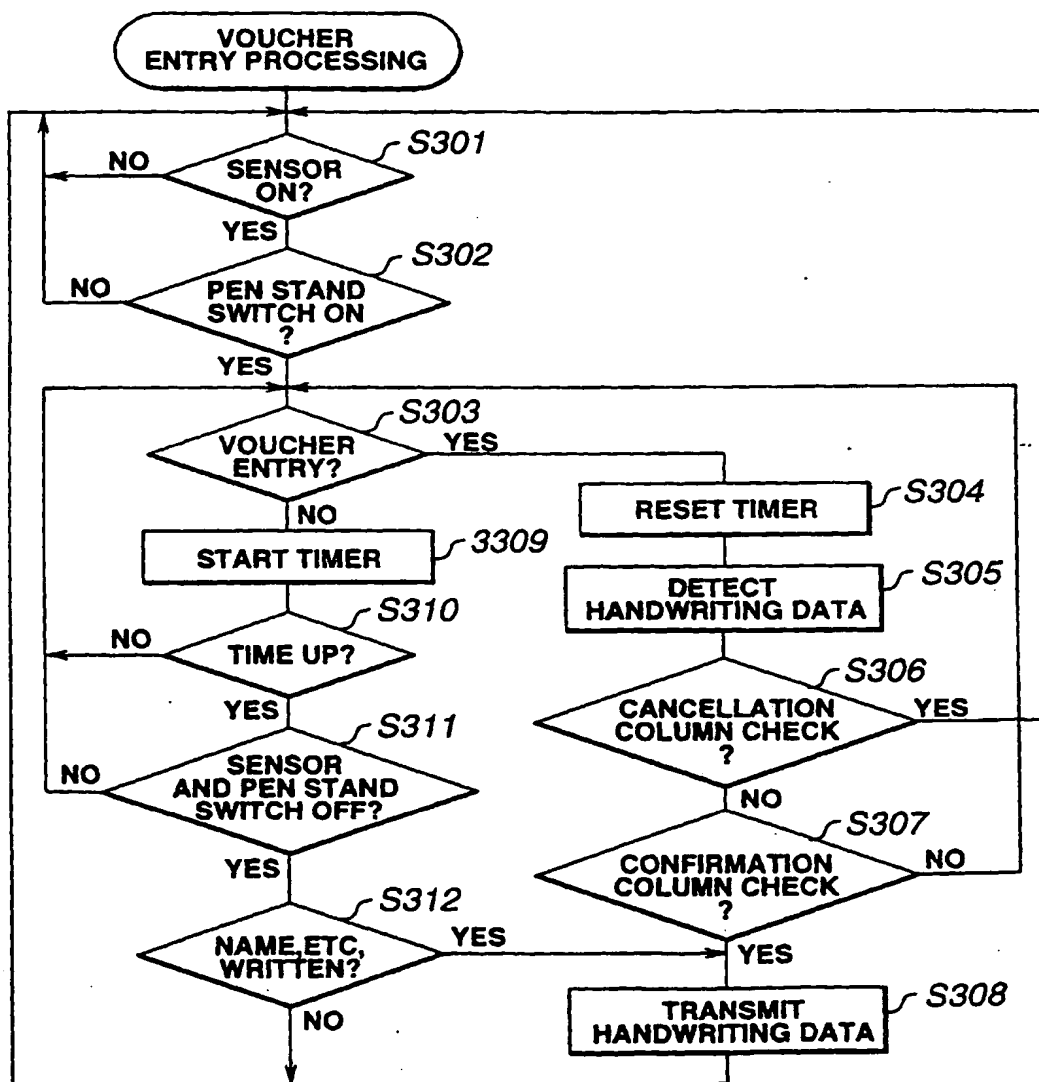 VOUCHER
ENTRY PROCESSING
S301
NO
SENSOR
ON?
YES
S302
NO
PEN STAND
SWITCH ON
?
YES
S303
VOUCHER
ENTRY?
YES
NO
S304
RESET TIMER
3309
START TIMER
S305
DETECT
HANDWRITING DATA
S310
NO
TIME UP?
YES
S306
CANCELLATION
COLUMN CHECK
?
YES
NO
S311
NO
SENSOR
AND PEN STAND
SWITCH OFF?
YES
S307
CONFIRMATION
COLUMN CHECK
?
NO
YES
S312
NAME,ETC,
WRITTEN?
YES
NO
S308
TRANSMIT
HANDWRITING DATA